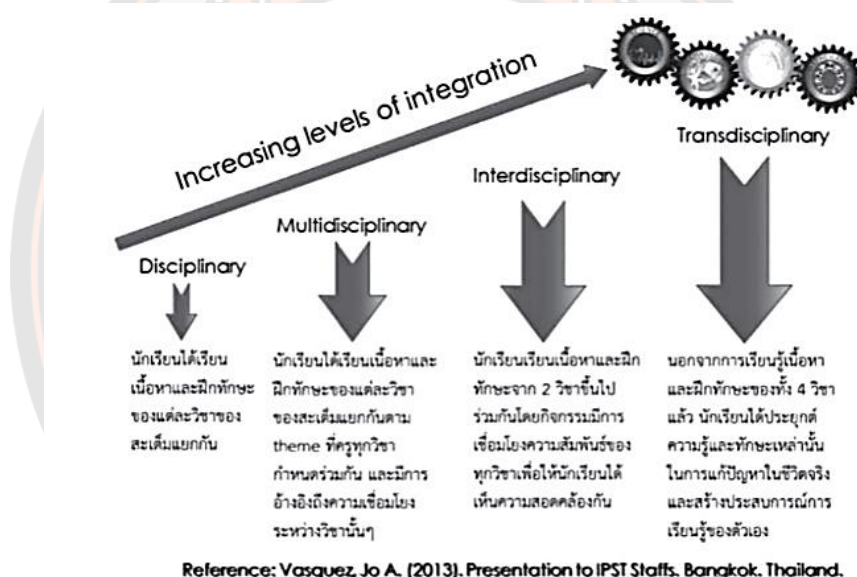 Increasing levels of integration
Transdisciplinary
Interdisciplinary
Multidisciplinary
Disciplinary
นักเรียนได้เรียน
เนื้อหาและฝึกทักษะ
ของแต่ละวิชาของ
สะเต็มแยกกัน
นักเรียนได้เรียนเนื้อหาและ
ฝึกทักษะของแต่ละวิชา
ของสะเต็มแยกกันตาม
theme ที่ครูทุกวิชา
กำหนดร่วมกัน และมีการ
อ้างอิงถึงความเชื่อมโยง
ระหว่างวิชานั้นๆ
นักเรียนเรียนเนื้อหาและฝึก
ทักษะจาก 2 วิชาขึ้นไป
ร่วมกันโดยกิจกรรมมีการ
เชื่อมโยงความสัมพันธ์ของ
ทุกวิชาเพื่อให้นักเรียนได้
เห็นความสอดคล้องกัน
นอกจากการเรียนรู้เนื้อหา
และฝึกทักษะของทั้ง 4 วิชา
แล้ว นักเรียนได้ประยุกต์
ความรู้และทักษะเหล่านั้น
ในการแก้ปัญหาในชีวิตจริง
และสร้างประสบการณ์การ
เรียนรู้ของตัวเอง
Reference: Vasquez, Jo A. (2013). Presentation to IPST Staffs, Bangkok, Thailand.